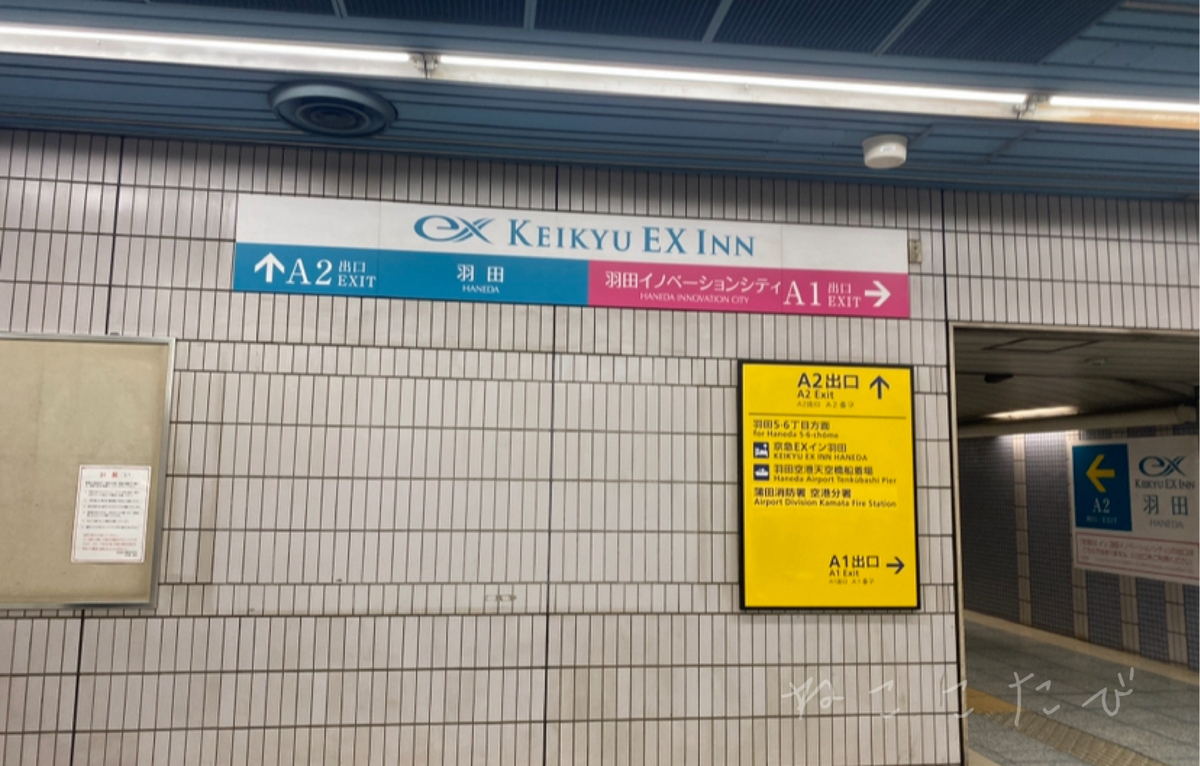 ex KEIKYU EX INN
↑A2 出口 EXIT
羽田
HANEDA
羽田イノベーションシティ
HANEDA INNOVATION CITY
A1 出口 EXIT →
A2出口 ↑
A2 Exit
羽田5·6丁目方面
for Haneda 5·6-chōme
京急EXイン羽田
KEIKYU EX INN HANEDA
羽田空港天空橋船着場
Haneda Airport Tenkūbashi Pier
蒲田消防署 空港分署
Airport Division Kamata Fire Station
A1出口 →
A1 Exit
←
A2
出口 EXIT
ex
KEIKYU EX INN
羽田
HANEDA
お願い
ねこにたび